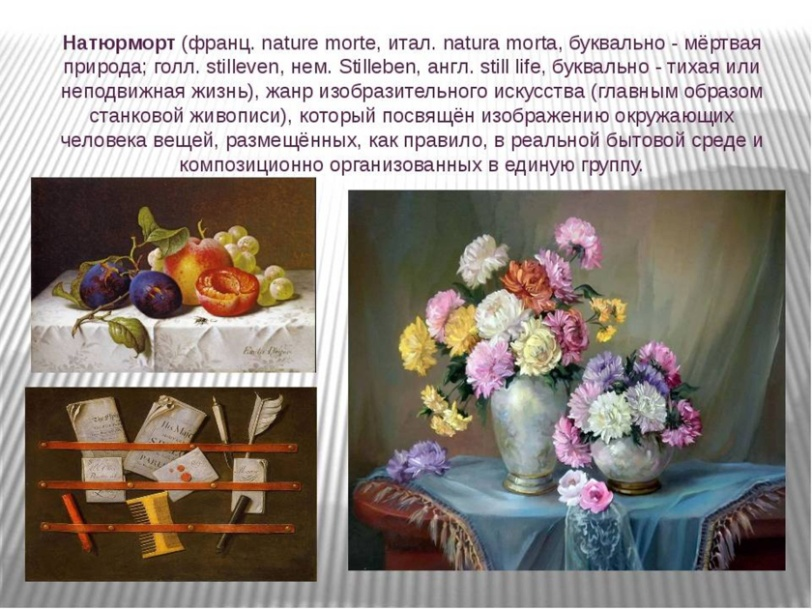 Натюрморт (франц. nature morte, итал. natura morta, буквально - мёртвая
природа; голл. stilleven, нем. Stilleben, англ. still life, буквально - тихая или
неподвижная жизнь), жанр изобразительного искусства (главным образом
станковой живописи), который посвящён изображению окружающих
человека вещей, размещённых, как правило, в реальной бытовой среде и
композиционно организованных в единую группу.